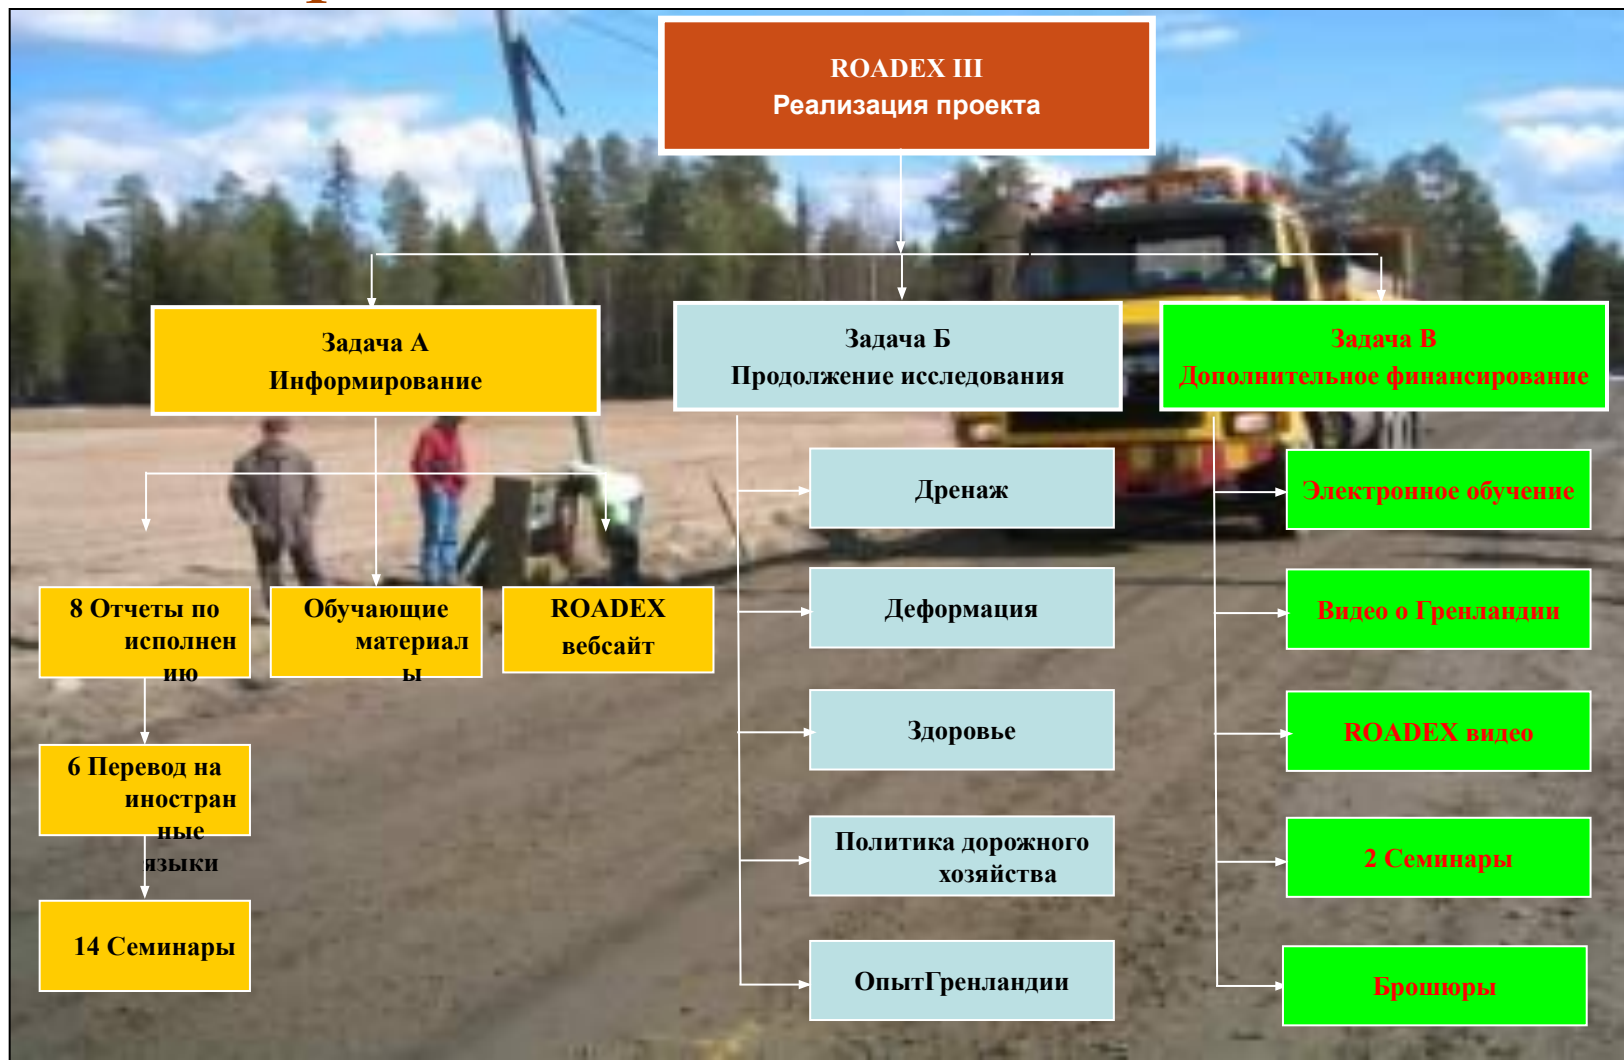 ROADEX III
Реализация проекта
Задача А
Информирование
Задача Б
Продолжение исследования
Задача В
Дополнительное финансирование
8 Отчеты по
исполнен
ию
Обучающие
материал
ы
ROADEX
вебсайт
6 Перевод на
иностран
ные
языки
14 Семинары
Дренаж
Деформация
Здоровье
Политика дорожного
хозяйства
ОпытГренландии
Электронное обучение
Видео о Гренландии
ROADEX видео
2 Семинары
Брошюры